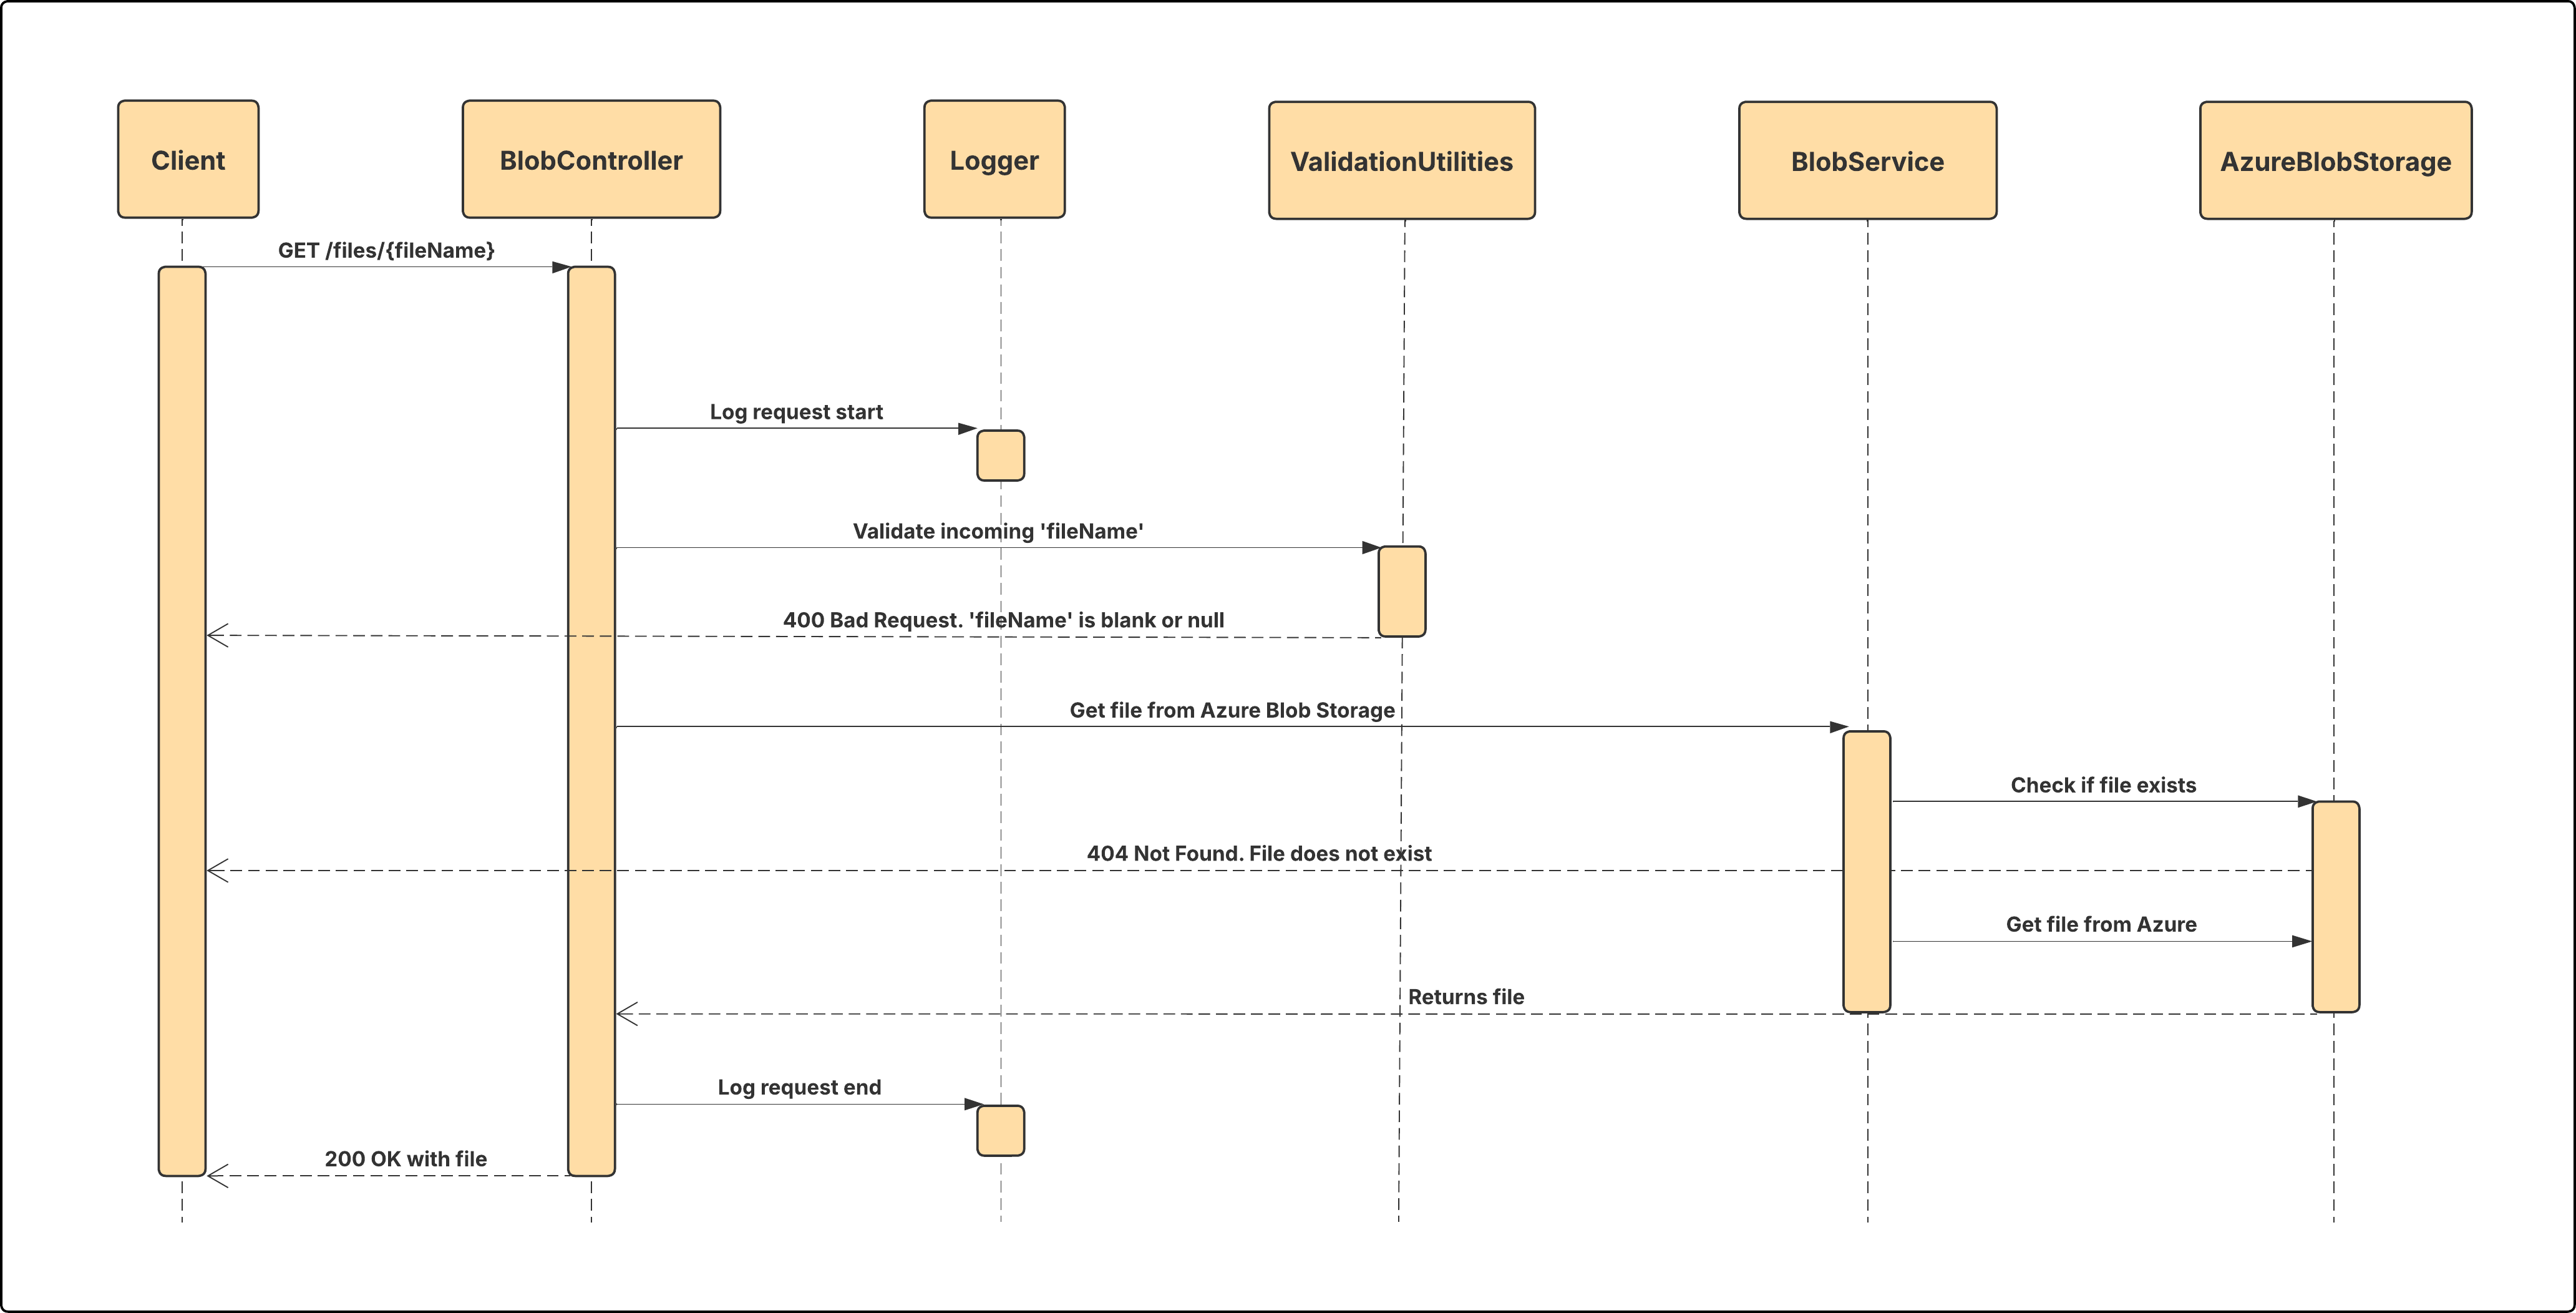 Client
BlobController
Logger
ValidationUtilities
BlobService
AzureBlobStorage
GET /files/{fileName}
Log request start
Validate incoming 'fileName'
400 Bad Request. 'fileName' is blank or null
Get file from Azure Blob Storage
Check if file exists
404 Not Found. File does not exist
Get file from Azure
Returns file
Log request end
200 OK with file